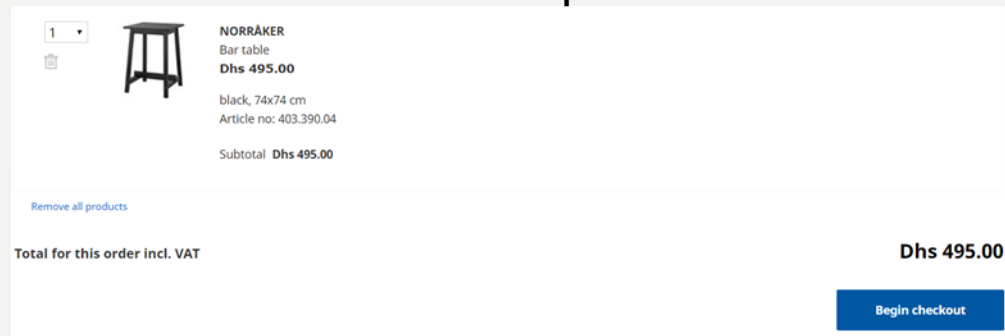 1
NORRÅKER
Bar table
Dhs 495.00
black, 74x74 cm
Article no: 403.390.04
Subtotal Dhs 495.00
Remove all products
Total for this order incl. VAT Dhs 495.00
Begin checkout